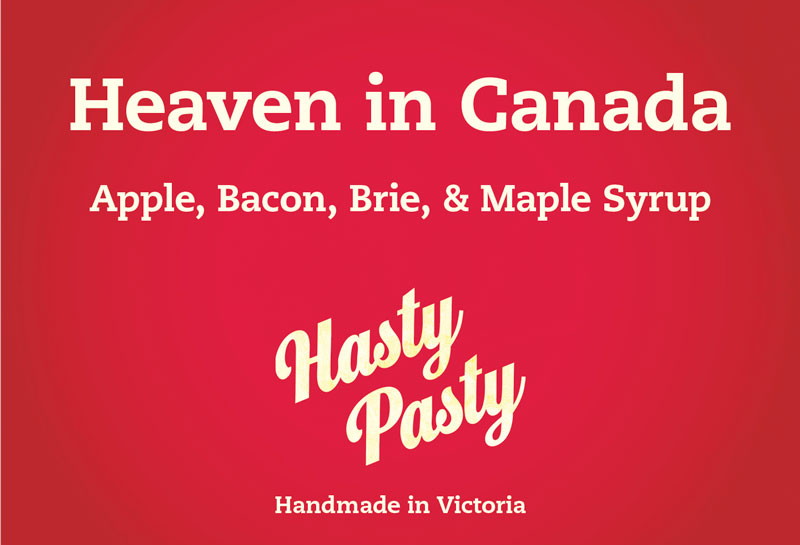 Heaven in Canada
Apple, Bacon, Brie, & Maple Syrup
Hasty
Pasty
Handmade in Victoria